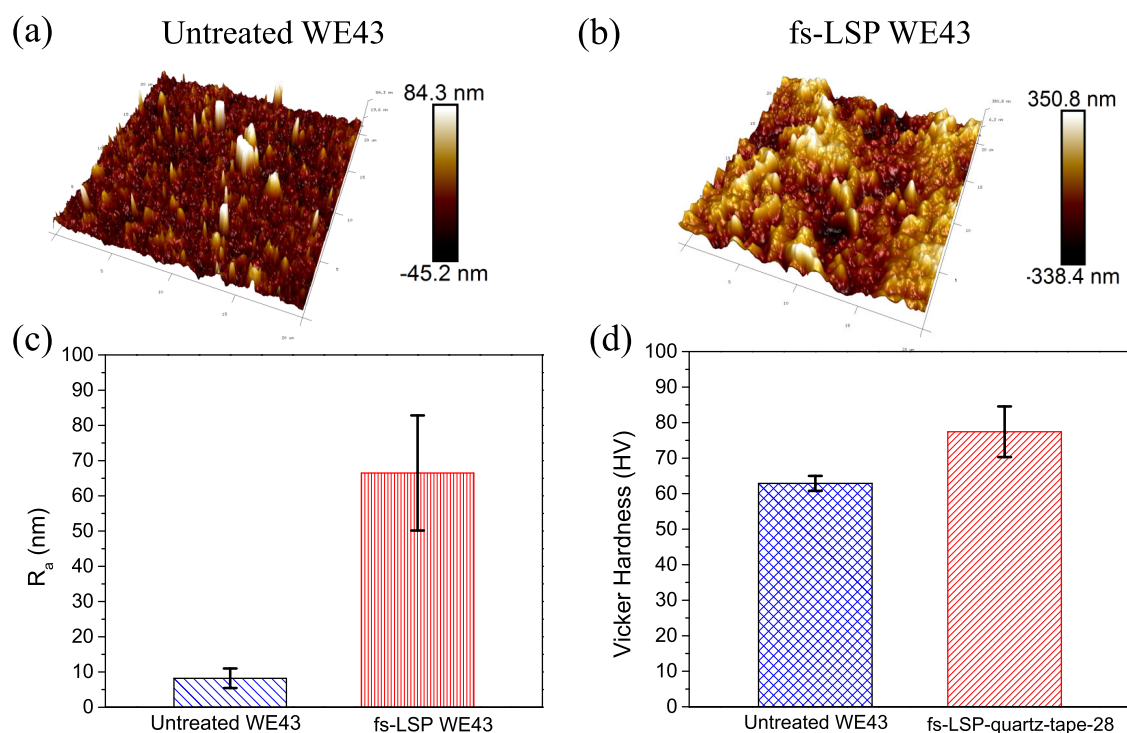 (a)
Untreated WE43
(b)
fs-LSP WE43
84.3 nm
-45.2 nm
350.8 nm
-338.4 nm
(c)
100
90
80
70
60
50
40
30
20
10
0
Ra (nm)
Untreated WE43
fs-LSP WE43
(d)
100
90
80
70
60
50
40
30
20
10
0
Vicker Hardness (HV)
Untreated WE43
fs-LSP-quartz-tape-28